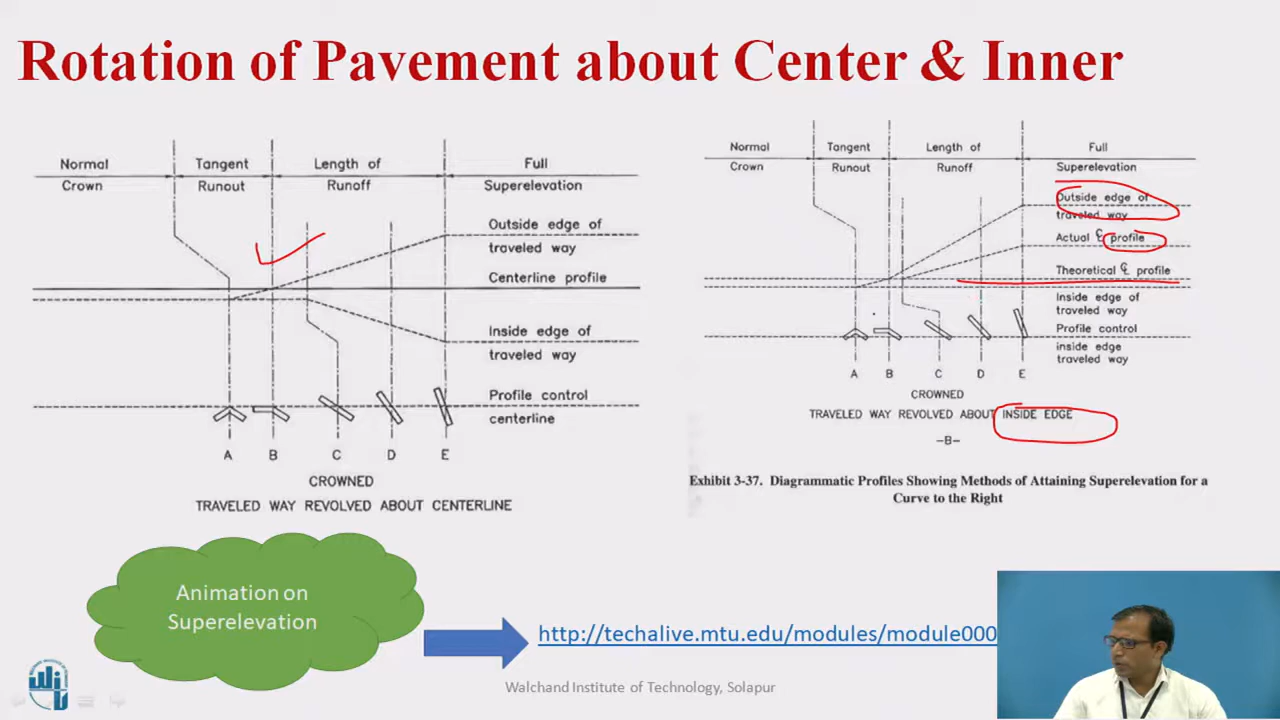 Rotation of Pavement about Center & Inner
Normal
Crown
Tangent
Runout
Length of
Runoff
Full
Superelevation
Outside edge of
traveled way
Centerline profile
Inside edge of
traveled way
Profile control
centerline
A B C D E
CROWNED
TRAVELED WAY REVOLVED ABOUT CENTERLINE
Normal
Crown
Tangent
Runout
Length of
Runoff
Full
Superelevation
Outside edge of
traveled way
Actual ℄ profile
Theoretical ℄ profile
Inside edge of
traveled way
Profile control
inside edge
traveled way
A B C D E
CROWNED
TRAVELED WAY REVOLVED ABOUT INSIDE EDGE
-B-
Exhibit 3-37. Diagrammatic Profiles Showing Methods of Attaining Superelevation for a
Curve to the Right
Animation on
Superelevation
http://techalive.mtu.edu/modules/module000
Walchand Institute of Technology, Solapur